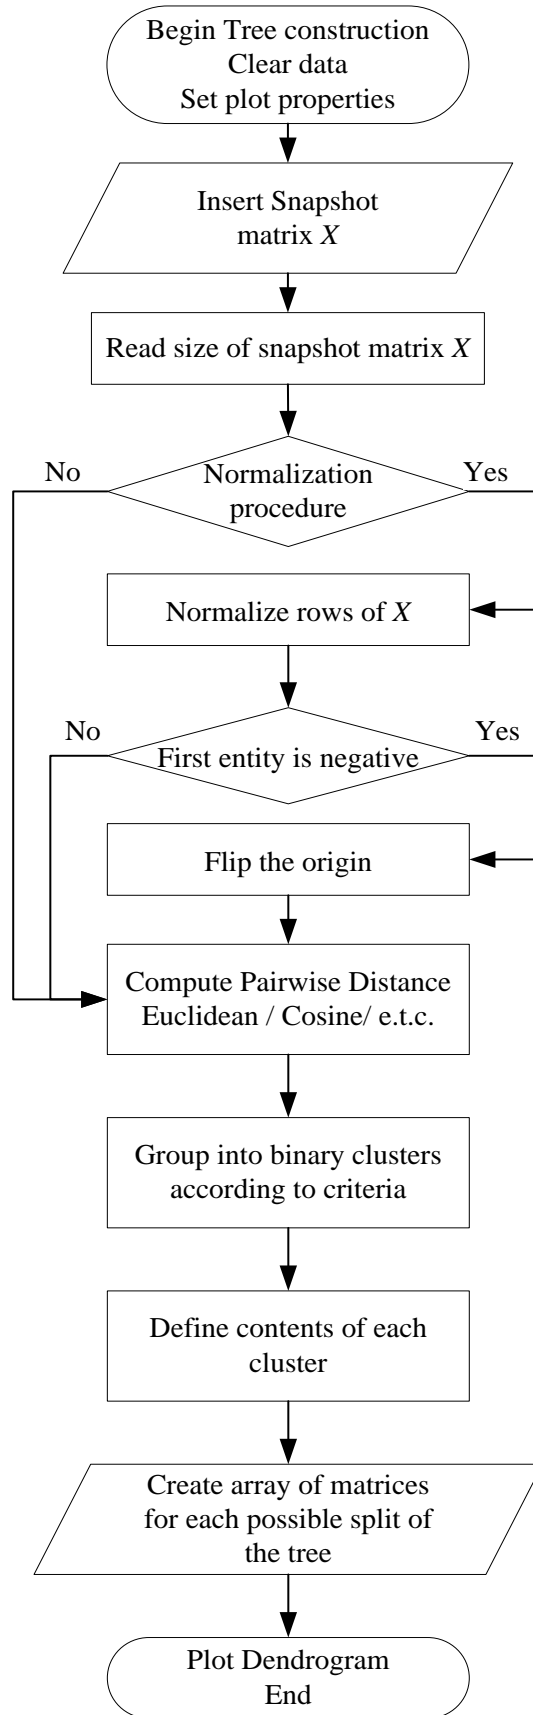 Begin Tree construction
Clear data
Set plot properties
Insert Snapshot
matrix X
Read size of snapshot matrix X
No
Normalization
procedure
Yes
Normalize rows of X
No
First entity is negative
Yes
Flip the origin
Compute Pairwise Distance
Euclidean / Cosine/ e.t.c.
Group into binary clusters
according to criteria
Define contents of each
cluster
Create array of matrices
for each possible split of
the tree
Plot Dendrogram
End